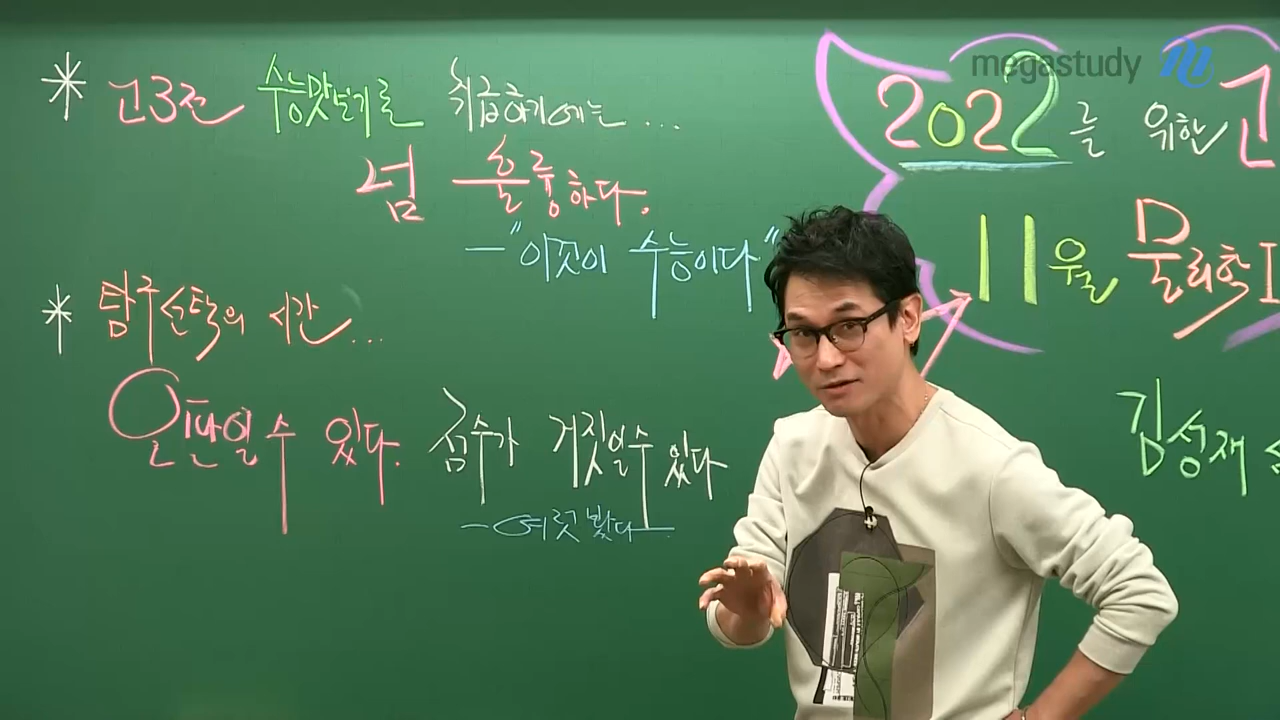 * 고3전 수능맛보기로 취급하기에는 ...
넘 훌륭하다.
—"이것이 수능이다"
* 탐구선택의 시간 ...
오판일수 있다. 점수가 거짓일수 있다
— 여럿 봤다 —.
megastudy
2022를 위한 고
11월 물리학I
김성재